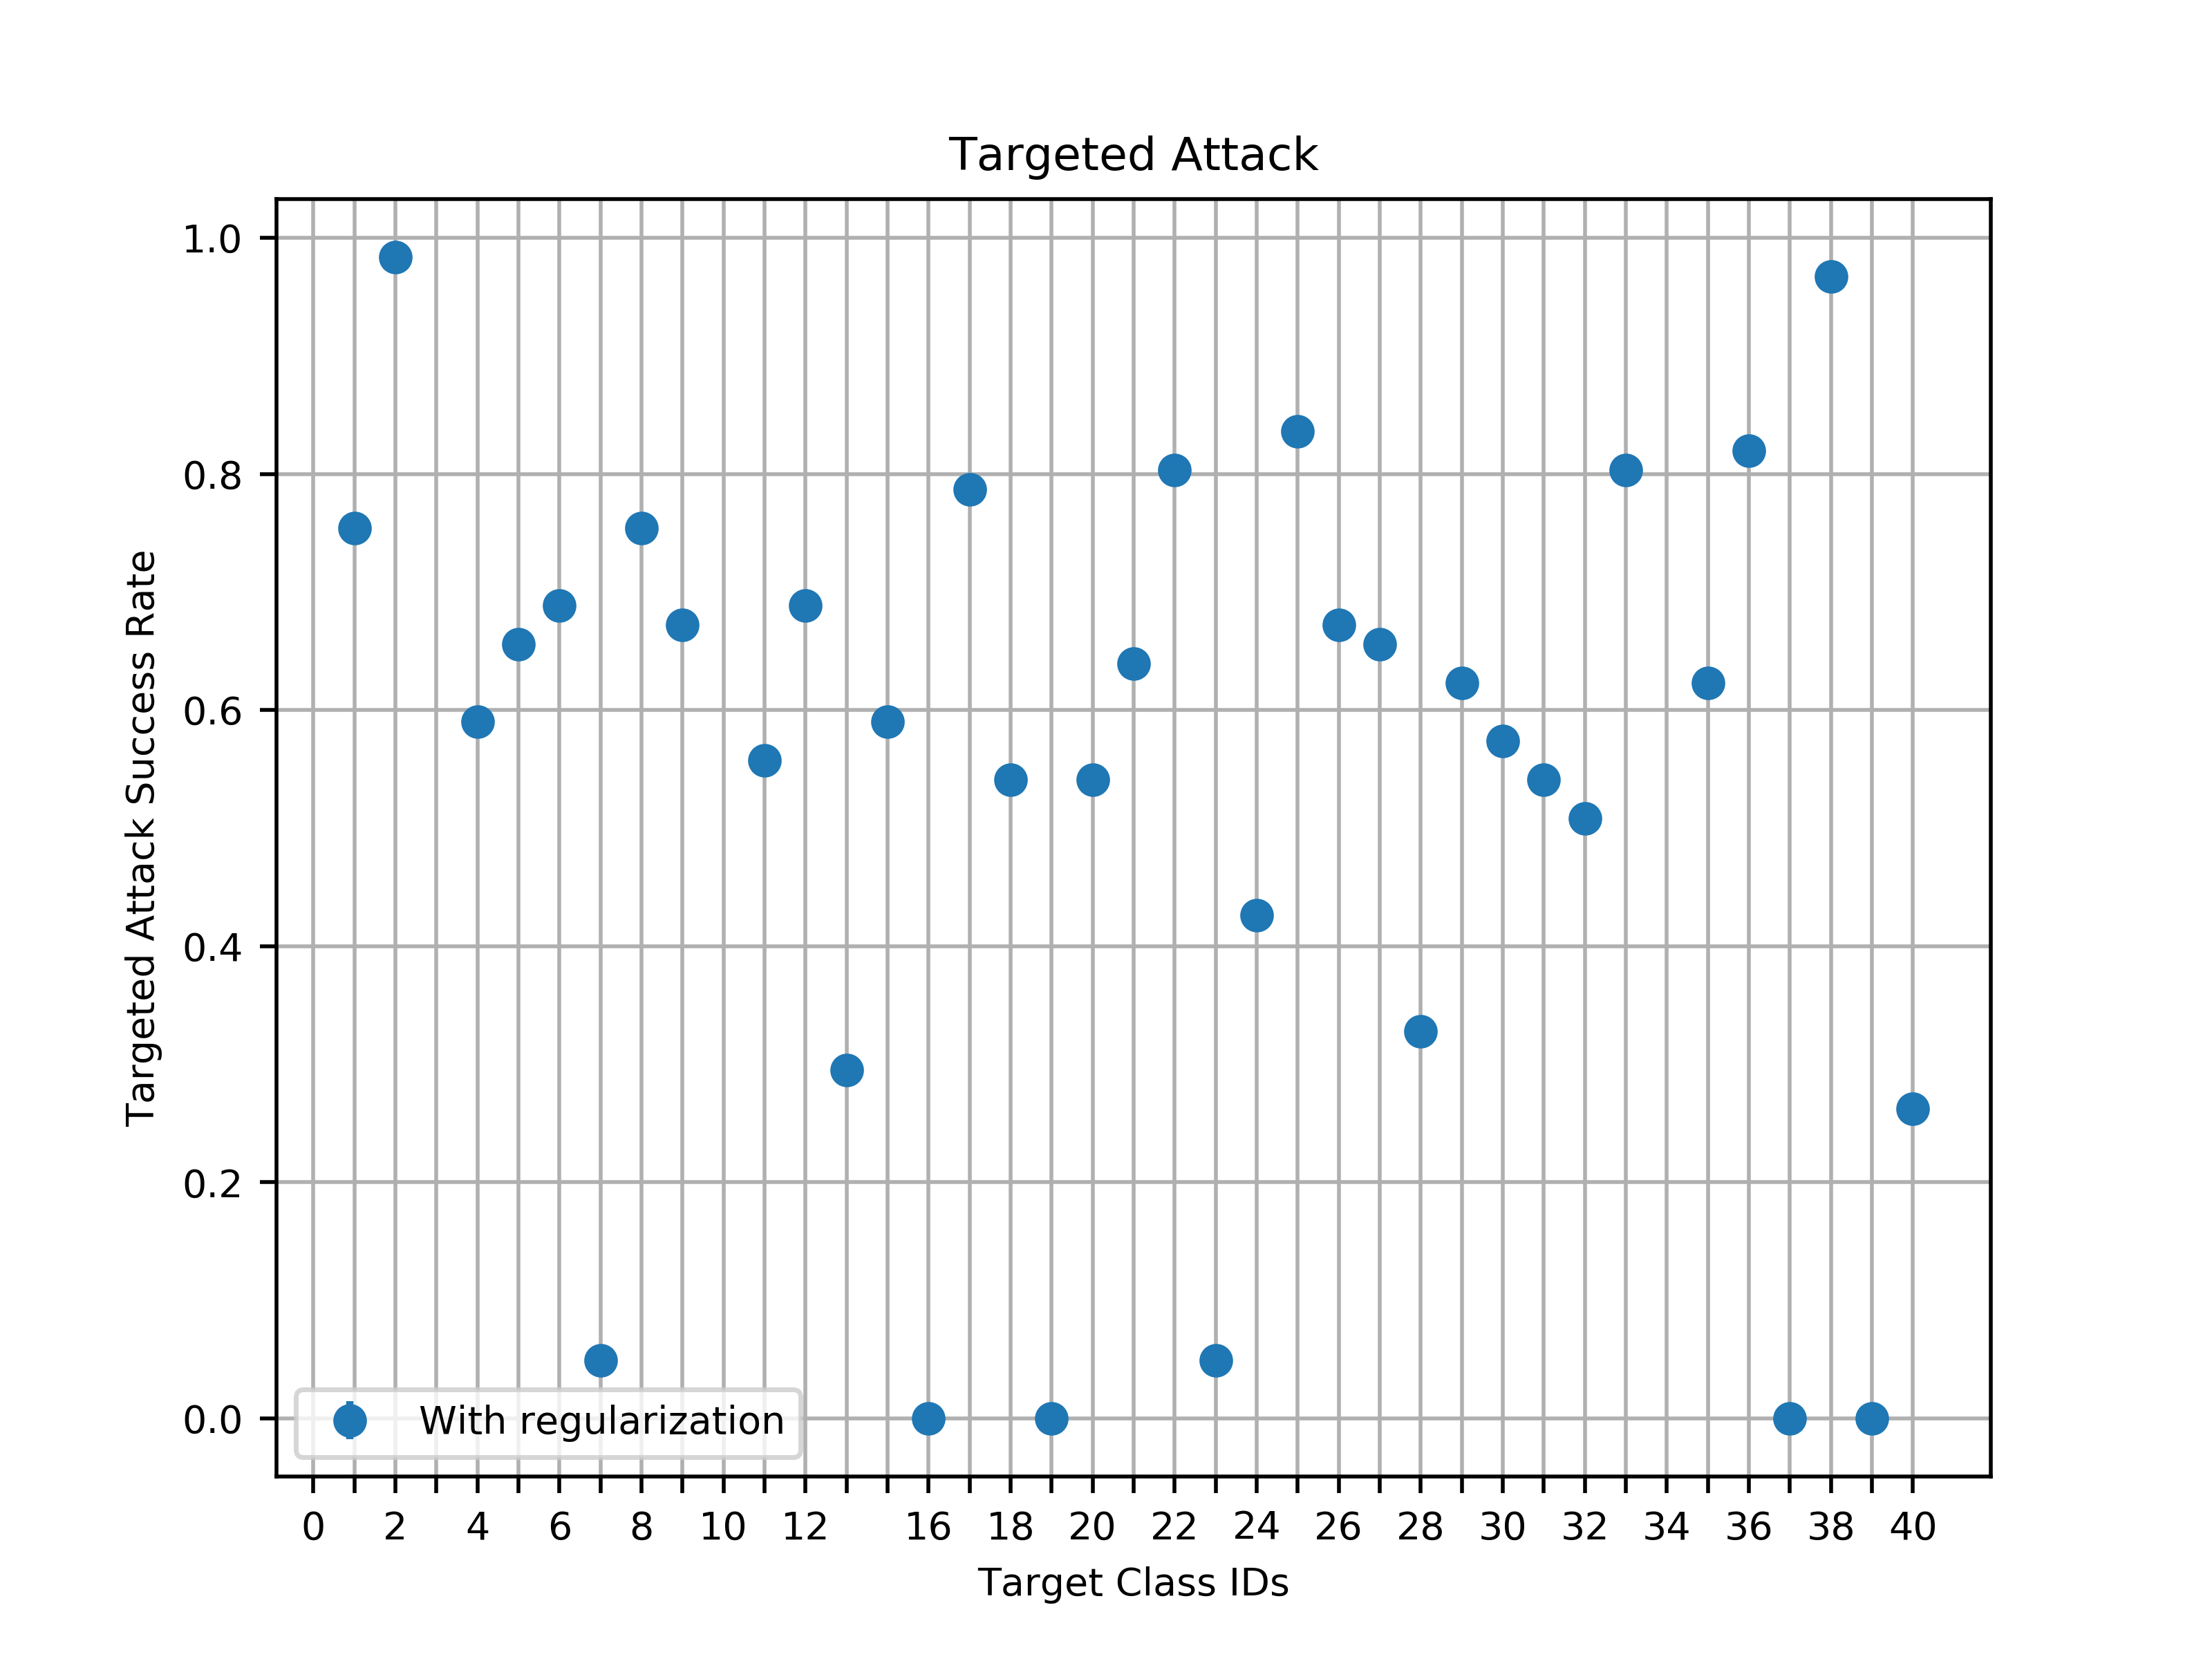 Targeted Attack
1.0
0.8
0.6
0.4
0.2
0.0
Targeted Attack Success Rate
With regularization
0 2 4 6 8 10 12 16 18 20 22 24 26 28 30 32 34 36 38 40
Target Class IDs